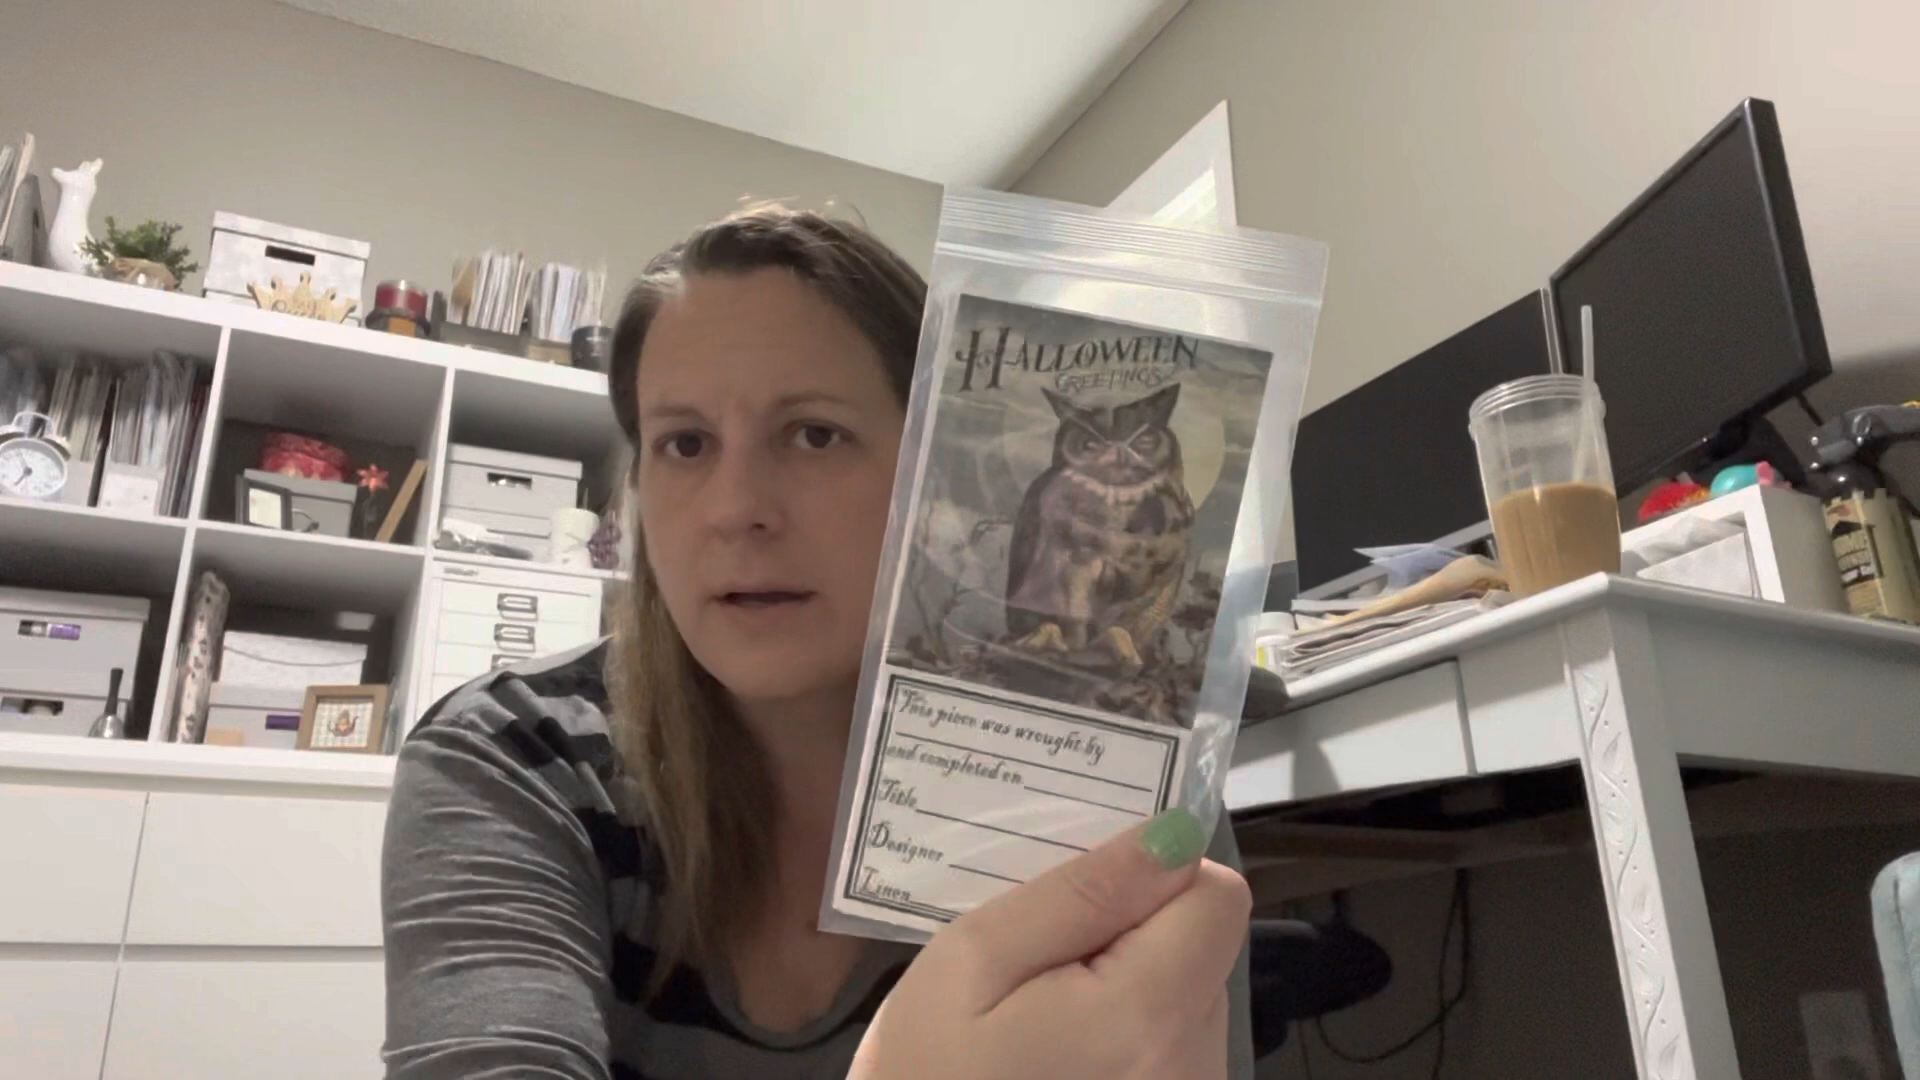 HALLOWEEN
GREETINGS
This piece was wrought by
and completed on
Title
Designer
Linen